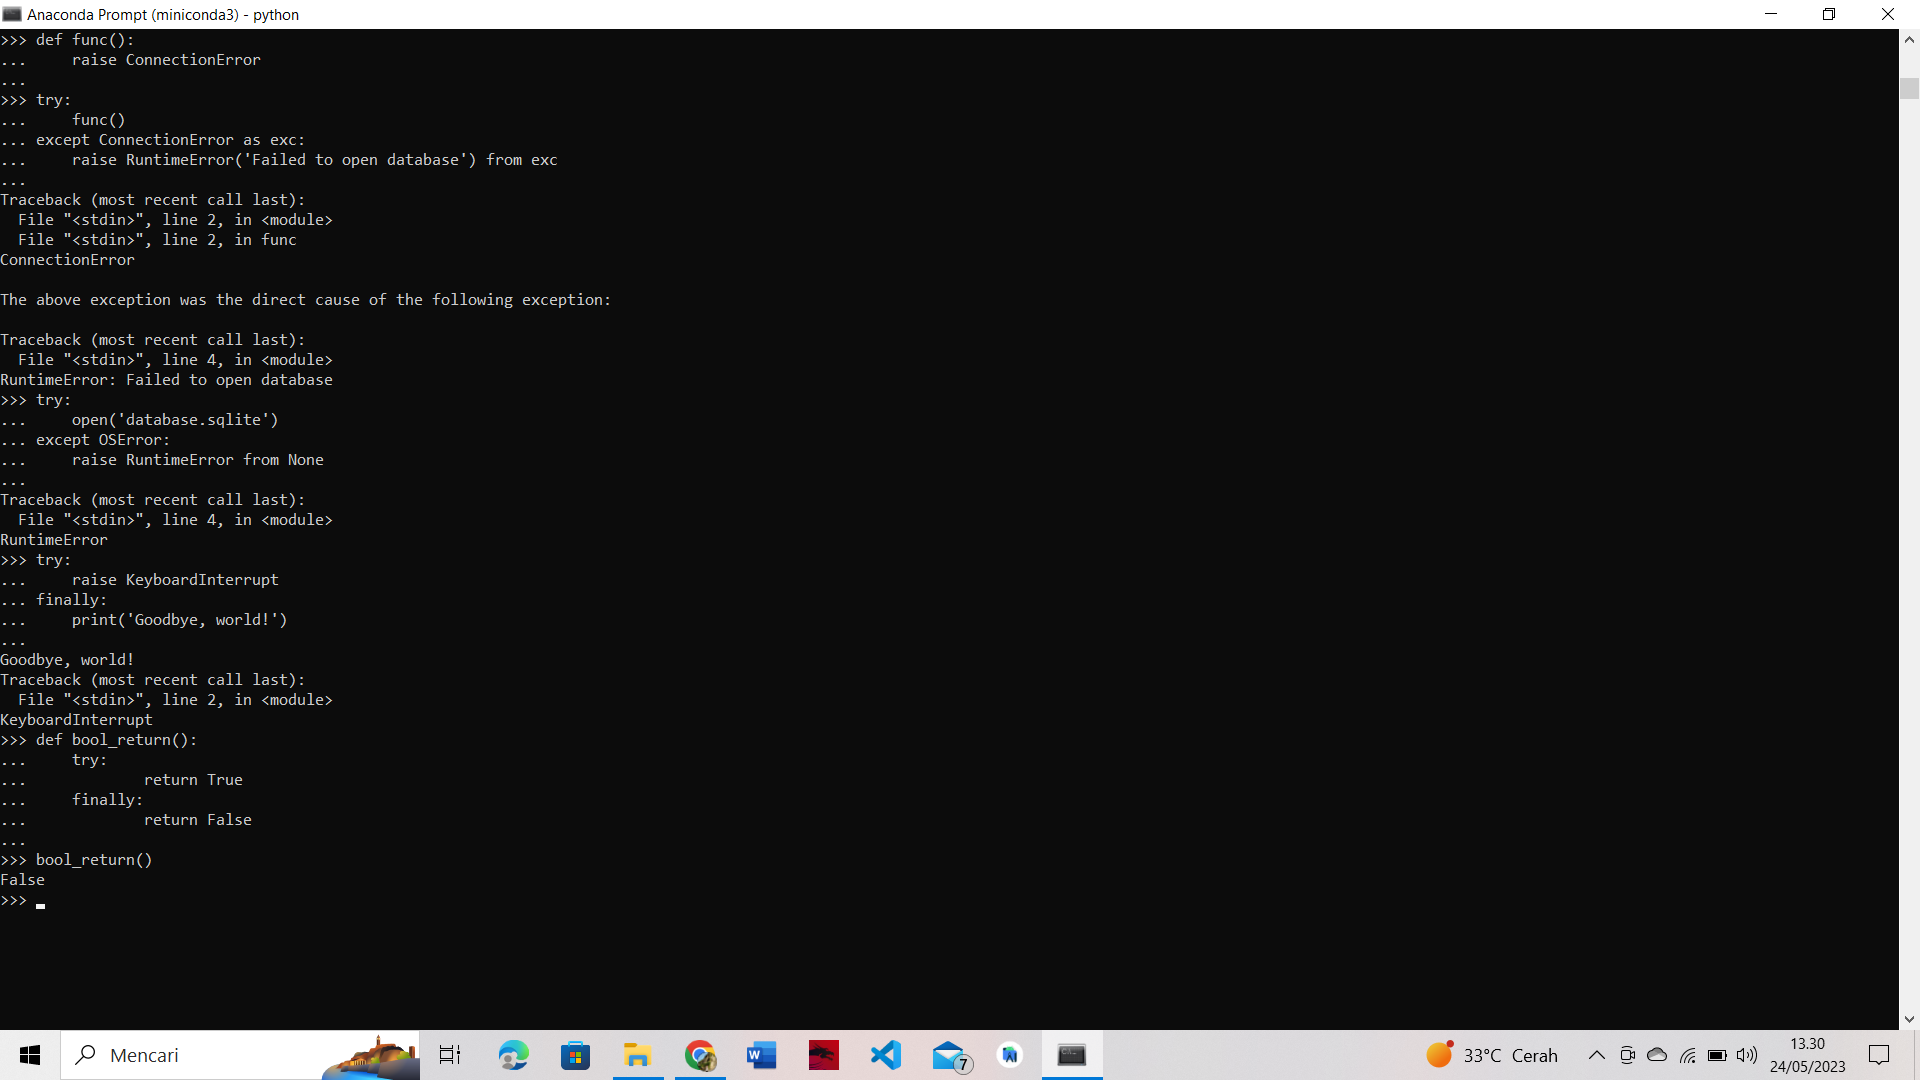 Anaconda Prompt (miniconda3) - python
>>> def func():
...     raise ConnectionError
...
>>> try:
...     func()
... except ConnectionError as exc:
...     raise RuntimeError('Failed to open database') from exc
...
Traceback (most recent call last):
  File "<stdin>", line 2, in <module>
  File "<stdin>", line 2, in func
ConnectionError

The above exception was the direct cause of the following exception:

Traceback (most recent call last):
  File "<stdin>", line 4, in <module>
RuntimeError: Failed to open database
>>> try:
...     open('database.sqlite')
... except OSError:
...     raise RuntimeError from None
...
Traceback (most recent call last):
  File "<stdin>", line 4, in <module>
RuntimeError
>>> try:
...     raise KeyboardInterrupt
... finally:
...     print('Goodbye, world!')
...
Goodbye, world!
Traceback (most recent call last):
  File "<stdin>", line 2, in <module>
KeyboardInterrupt
>>> def bool_return():
...     try:
...             return True
...     finally:
...             return False
...
>>> bool_return()
False
>>>
Mencari
W
7
33°C Cerah
13.30
24/05/2023